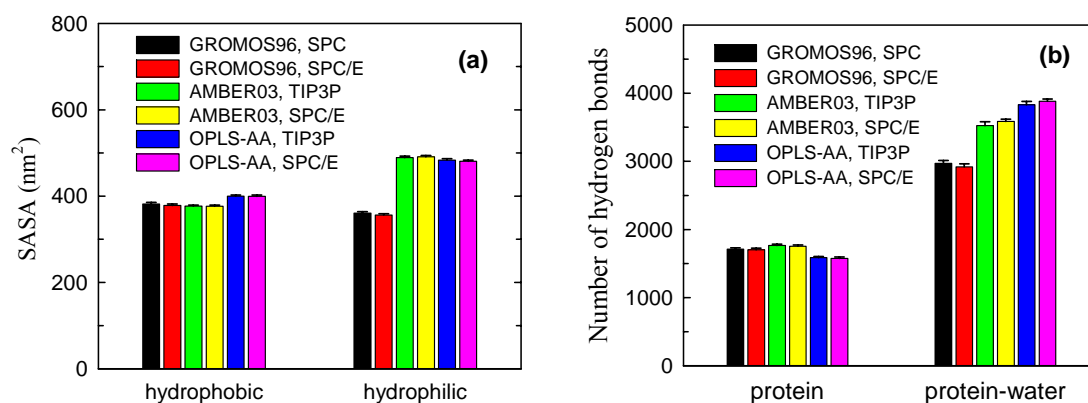 800
600
400
200
0
SASA (nm²)
GROMOS96, SPC
GROMOS96, SPC/E
AMBER03, TIP3P
AMBER03, SPC/E
OPLS-AA, TIP3P
OPLS-AA, SPC/E
(a)
hydrophobic
hydrophilic
5000
4000
3000
2000
1000
0
Number of hydrogen bonds
GROMOS96, SPC
GROMOS96, SPC/E
AMBER03, TIP3P
AMBER03, SPC/E
OPLS-AA, TIP3P
OPLS-AA, SPC/E
(b)
protein
protein-water